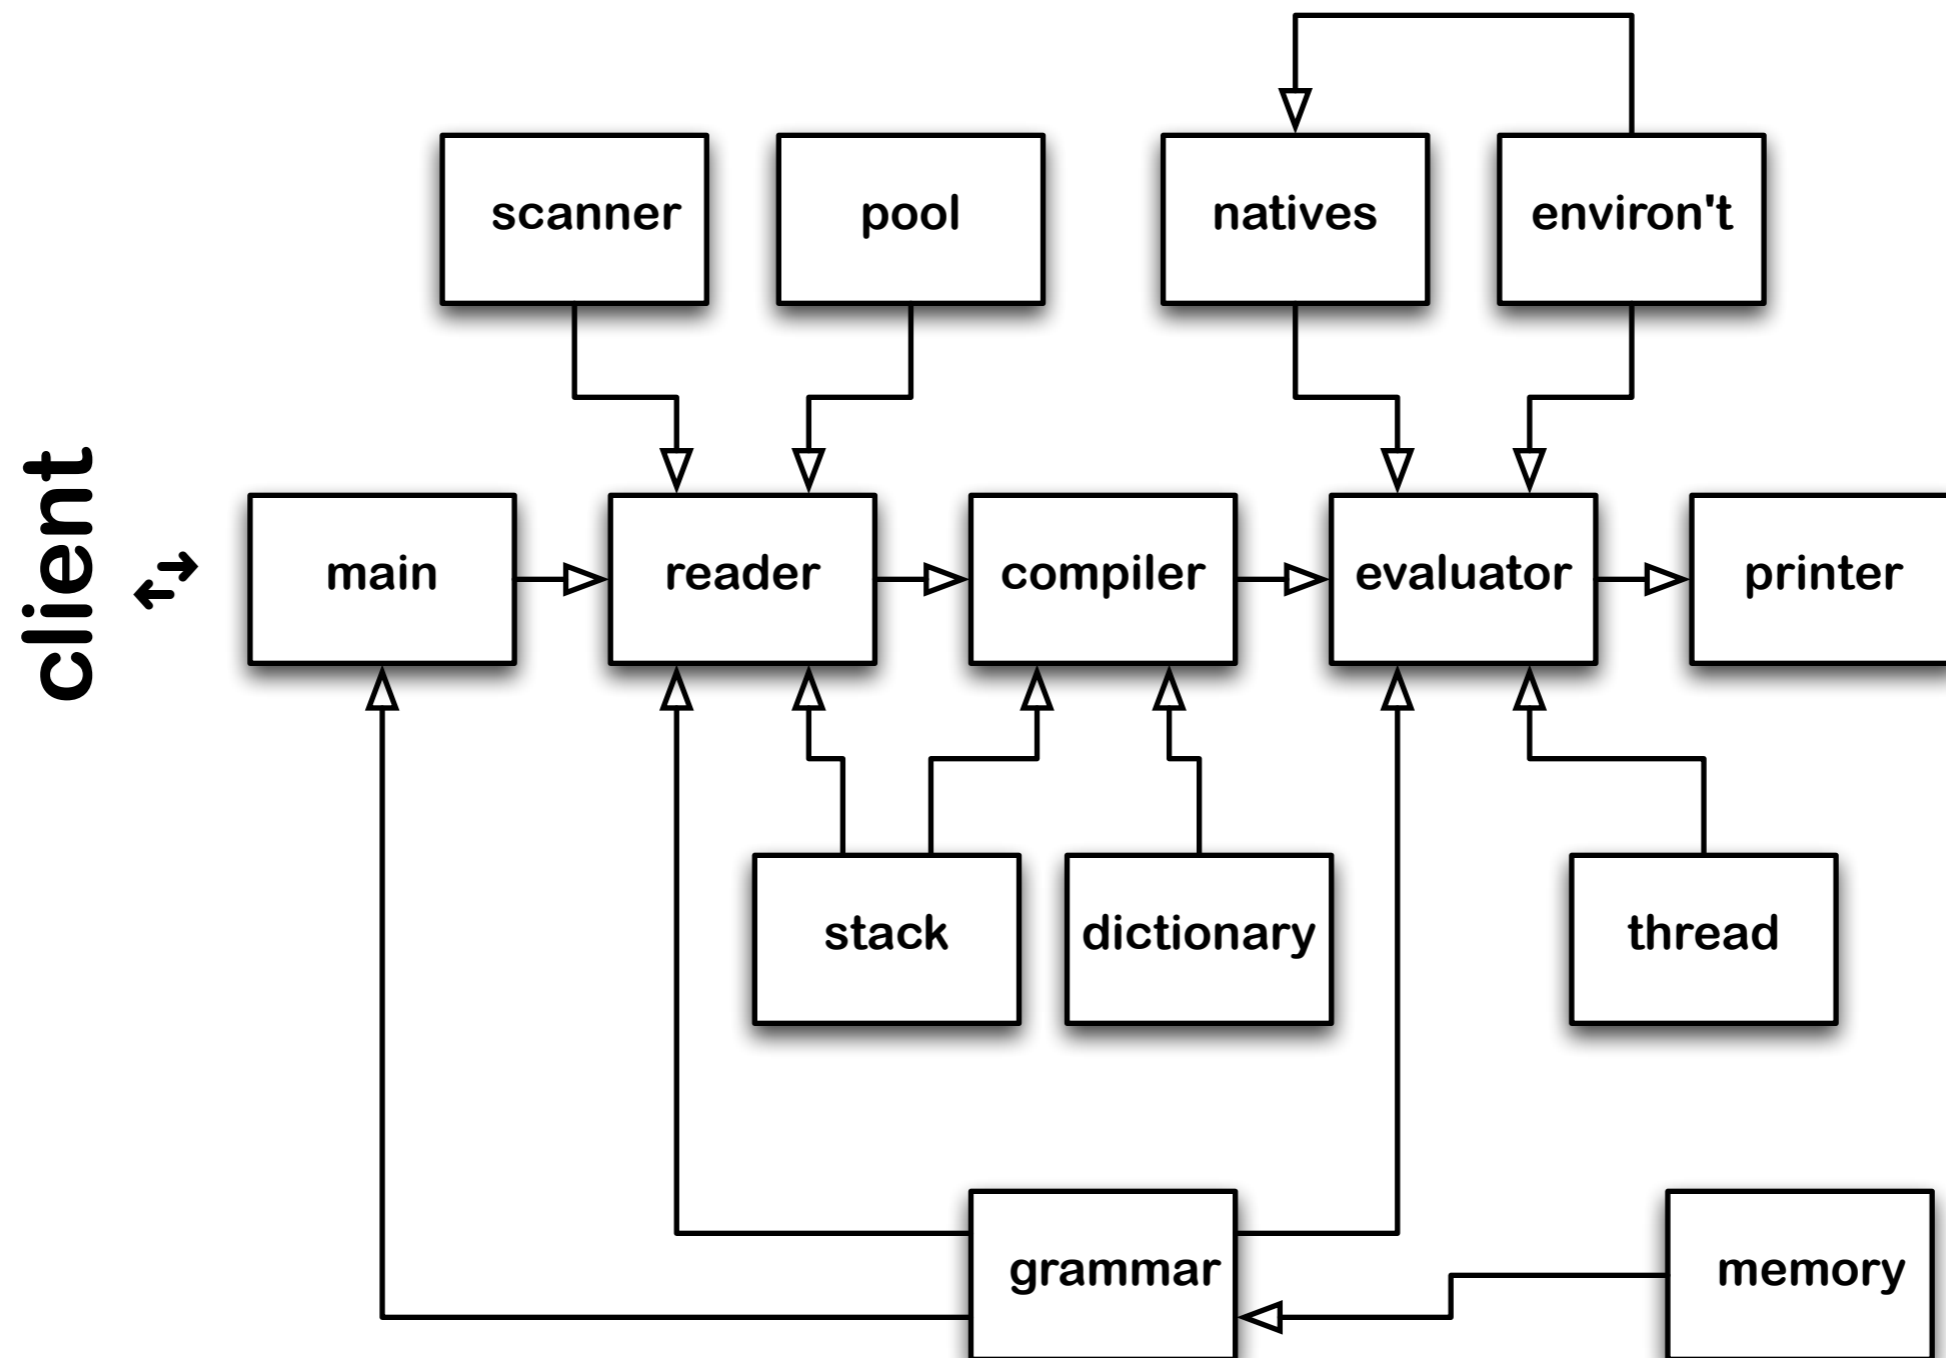 scanner
pool
natives
environ't
client
main
reader
compiler
evaluator
printer
stack
dictionary
thread
grammar
memory